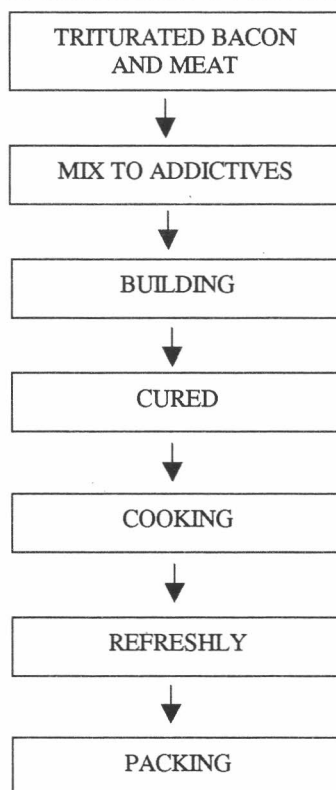 TRITURATED BACON
AND MEAT
MIX TO ADDICTIVES
BUILDING
CURED
COOKING
REFRESHLY
PACKING